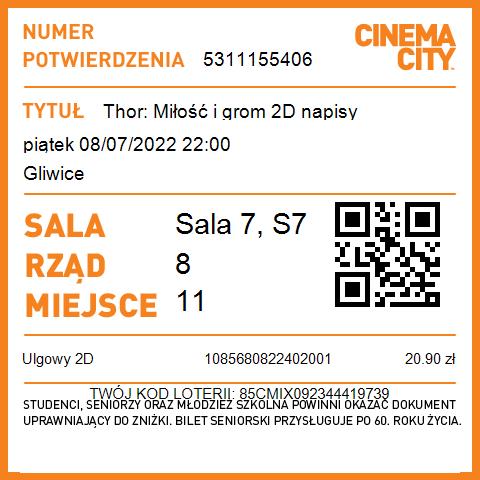 NUMER
POTWIERDZENIA 5311155406
CINEMA
CITY
TYTUŁ Thor: Miłość i grom 2D napisy
piątek 08/07/2022 22:00
Gliwice
SALA Sala 7, S7
RZĄD 8
MIEJSCE 11
Ulgowy 2D 1085680822402001 20.90 zł
TWÓJ KOD LOTERII: 85CMIX092344419739
STUDENCI, SENIORZY ORAZ MŁODZIEŻ SZKOLNA POWINNI OKAZAĆ DOKUMENT
UPRAWNIAJĄCY DO ZNIŻKI. BILET SENIORSKI PRZYSŁUGUJE PO 60. ROKU ŻYCIA.